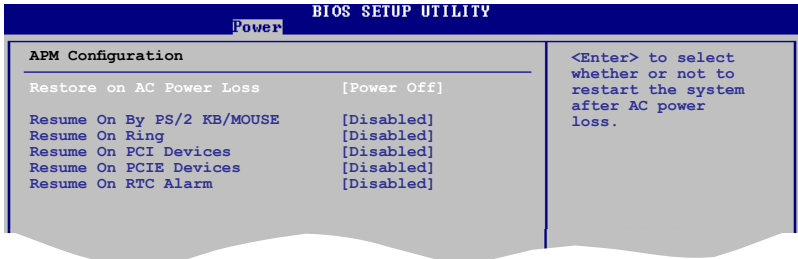 BIOS SETUP UTILITY
Power
APM Configuration
Restore on AC Power Loss [Power Off]
Resume On By PS/2 KB/MOUSE [Disabled]
Resume On Ring [Disabled]
Resume On PCI Devices [Disabled]
Resume On PCIE Devices [Disabled]
Resume On RTC Alarm [Disabled]
<Enter> to select
whether or not to
restart the system
after AC power
loss.